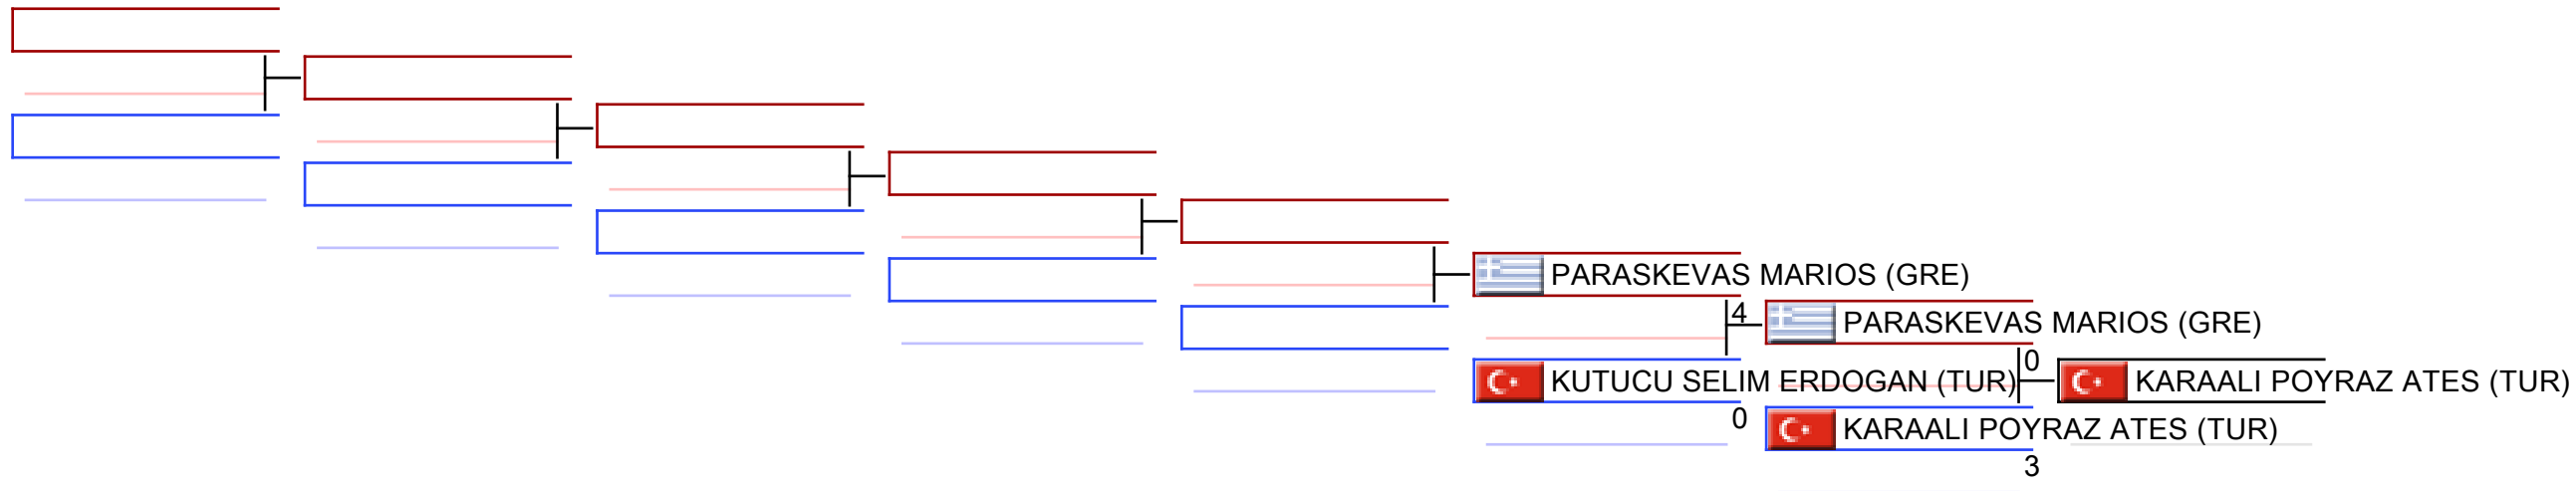 PARASKEVAS MARIOS (GRE)
4
PARASKEVAS MARIOS (GRE)
0
KUTUCU SELIM ERDOGAN (TUR)
KARAALI POYRAZ ATES (TUR)
0
KARAALI POYRAZ ATES (TUR)
3